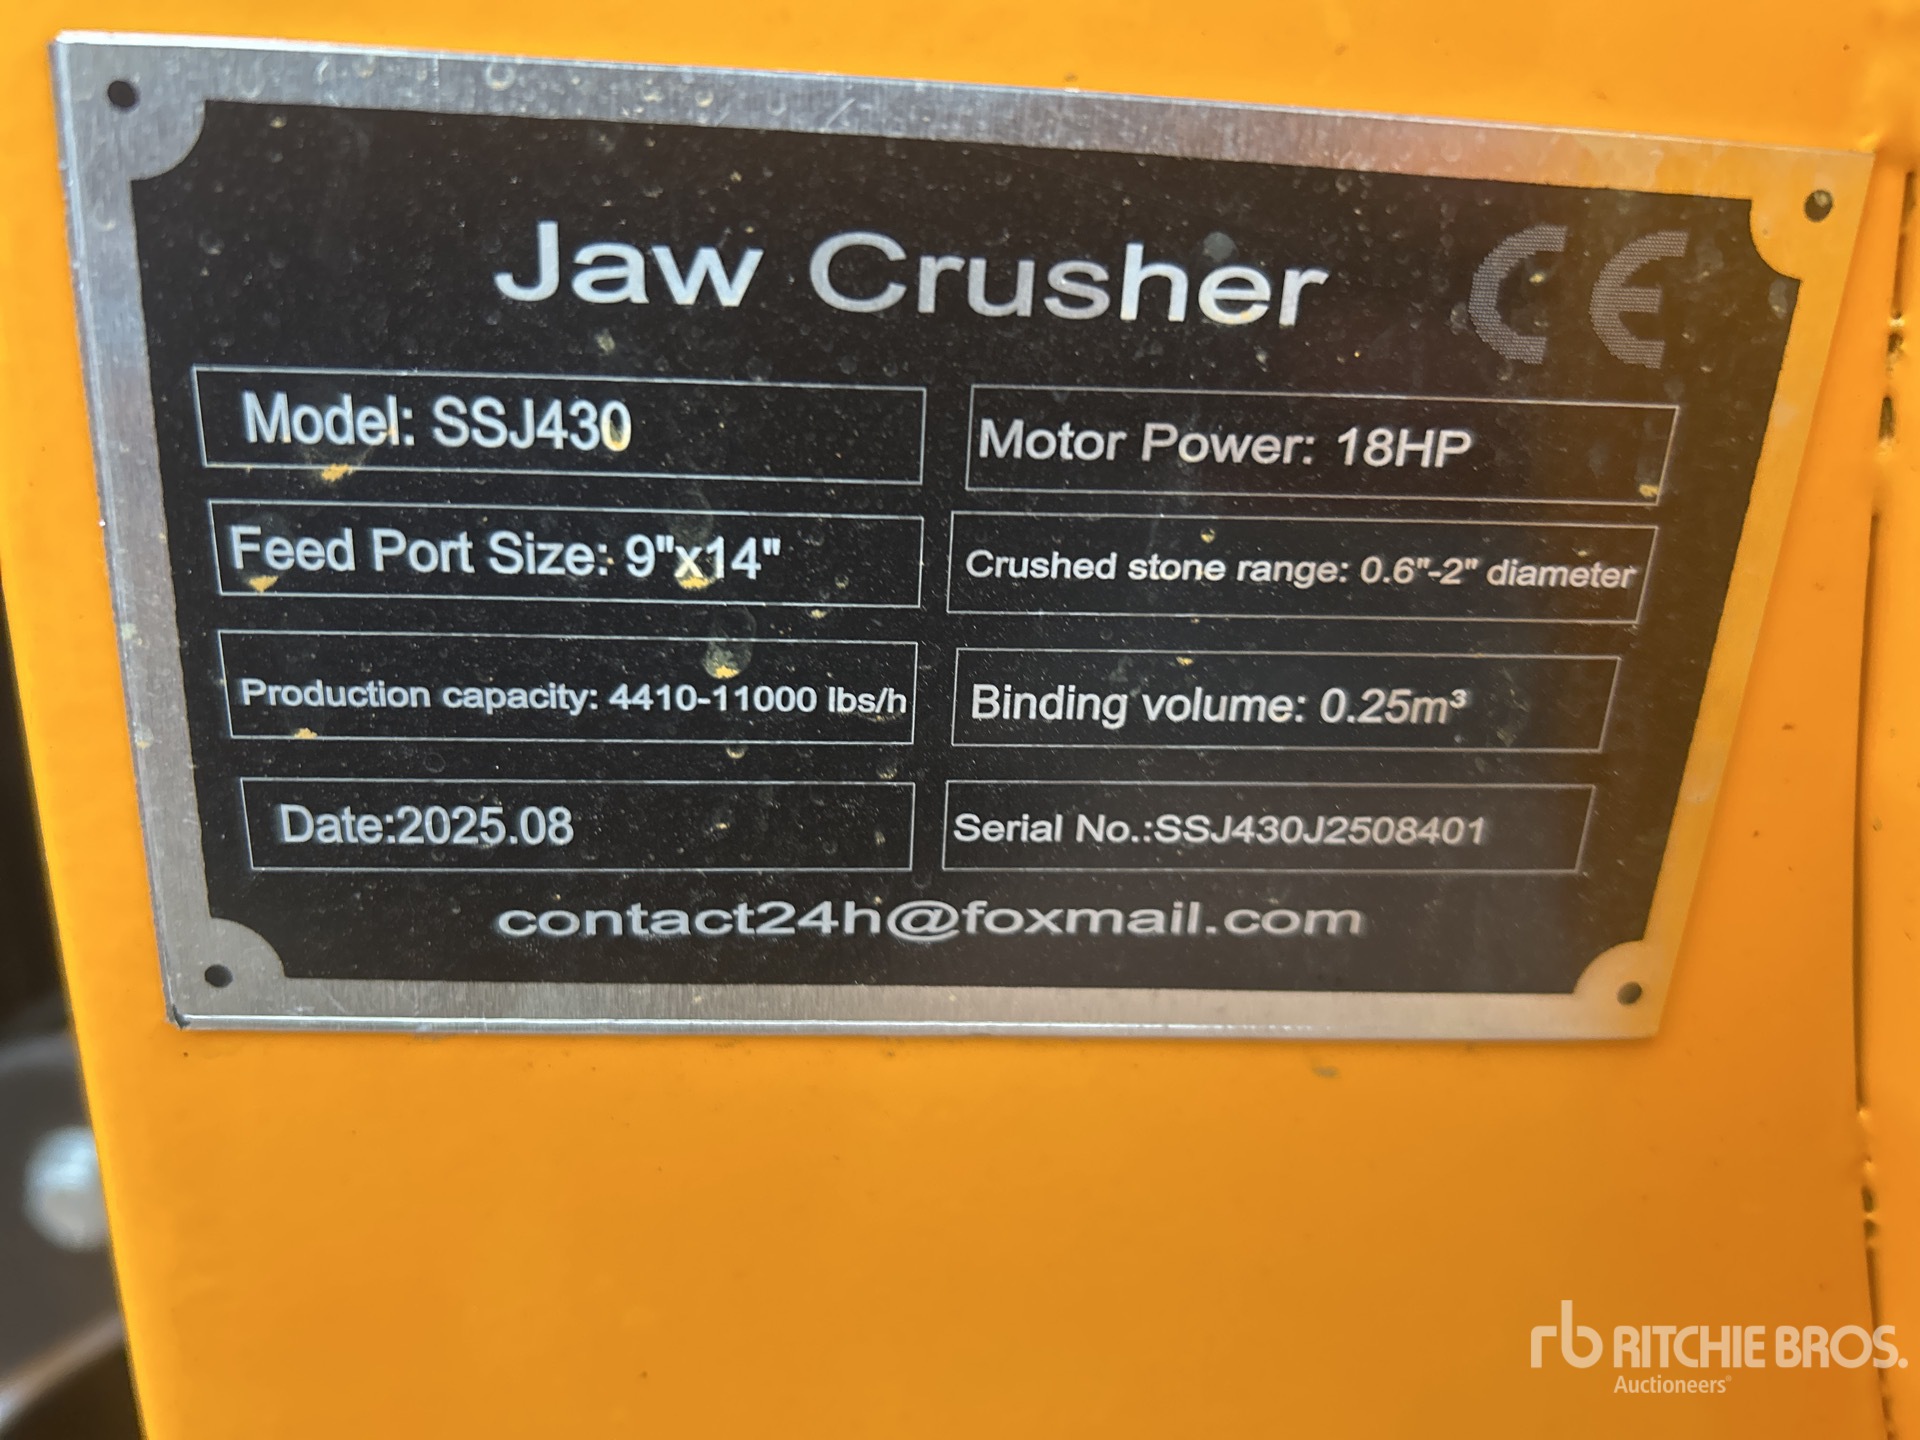 Jaw Crusher CE
Model: SSJ430
Motor Power: 18HP
Feed Port Size: 9"x14"
Crushed stone range: 0.6"-2" diameter
Production capacity: 4410-11000 lbs/h
Binding volume: 0.25m³
Date:2025.08
Serial No.:SSJ430J2508401
contact24h@foxmail.com
rb RITCHIE BROS.
Auctioneers